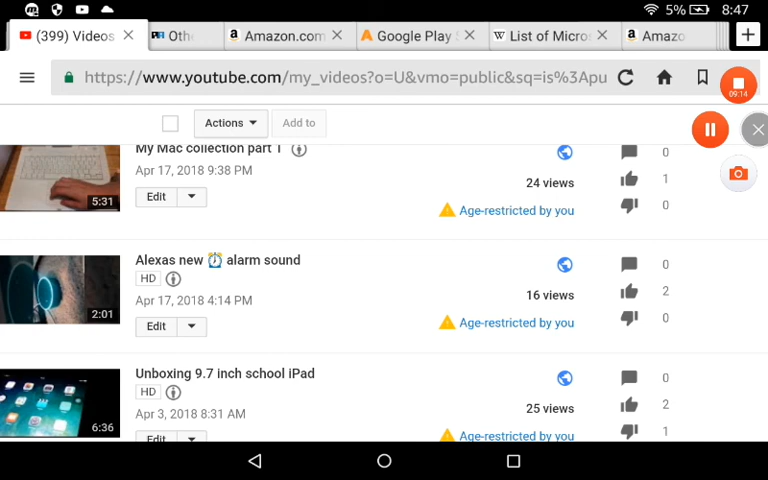 5% 8:47
(399) Videos Oth Amazon.com Google Play S List of Micros Amazo
https://www.youtube.com/my_videos?o=U&vmo=public&sq=is%3Apu
09:14
Actions Add to
My Mac collection part 1 0
Apr 17, 2018 9:38 PM
24 views 1
5:31 Edit Age-restricted by you 0
Alexas new ⏰ alarm sound 0
HD
Apr 17, 2018 4:14 PM 16 views 2
2:01 Edit Age-restricted by you 0
Unboxing 9.7 inch school iPad 0
HD
Apr 3, 2018 8:31 AM 25 views 2
6:36 Edit Age-restricted by you 1